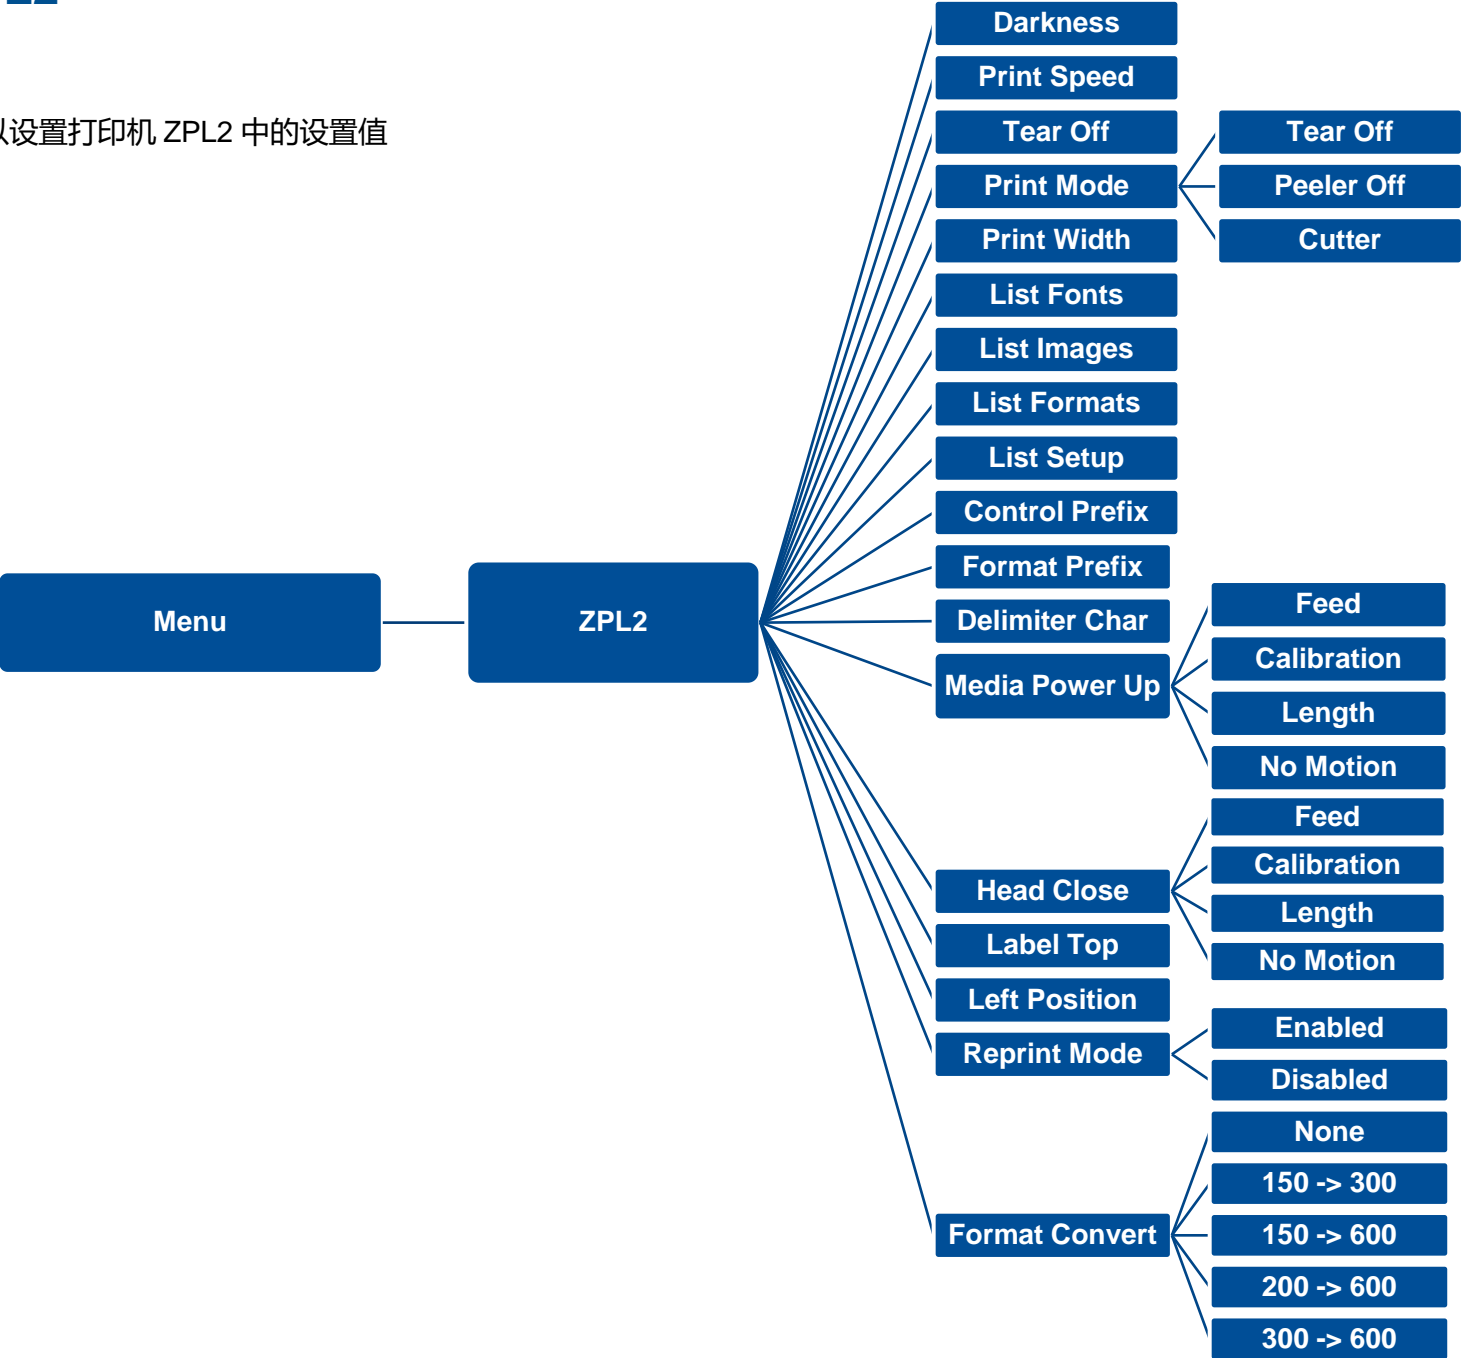 设置打印机 ZPL2 中的设置值
Menu
ZPL2
Darkness
Print Speed
Tear Off
Print Mode
Tear Off
Peeler Off
Cutter
Print Width
List Fonts
List Images
List Formats
List Setup
Control Prefix
Format Prefix
Delimiter Char
Media Power Up
Feed
Calibration
Length
No Motion
Head Close
Feed
Calibration
Length
No Motion
Label Top
Left Position
Reprint Mode
Enabled
Disabled
Format Convert
None
150 -> 300
150 -> 600
200 -> 600
300 -> 600